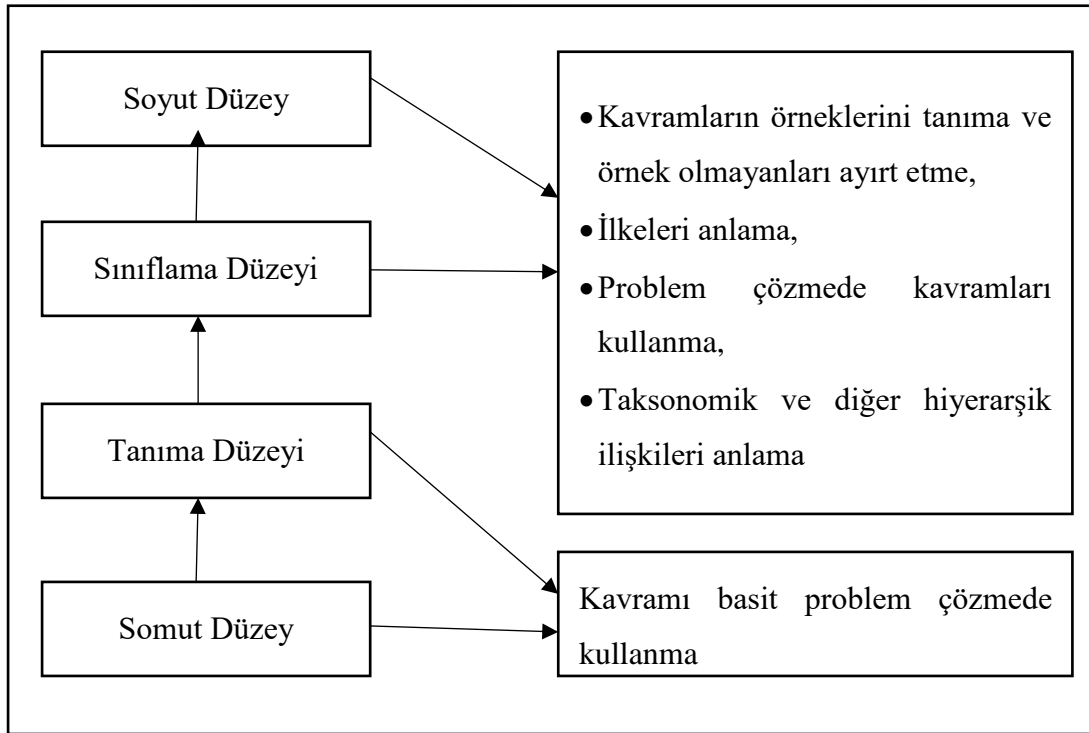 Soyut Düzey
Sınıflama Düzeyi
Tanıma Düzeyi
Somut Düzey
•Kavramların örneklerini tanıma ve
örnek olmayanları ayırt etme,
•İlkeleri anlama,
•Problem çözmede kavramları
kullanma,
•Taksonomik ve diğer hiyerarşik
ilişkileri anlama
Kavramı basit problem çözmede
kullanma